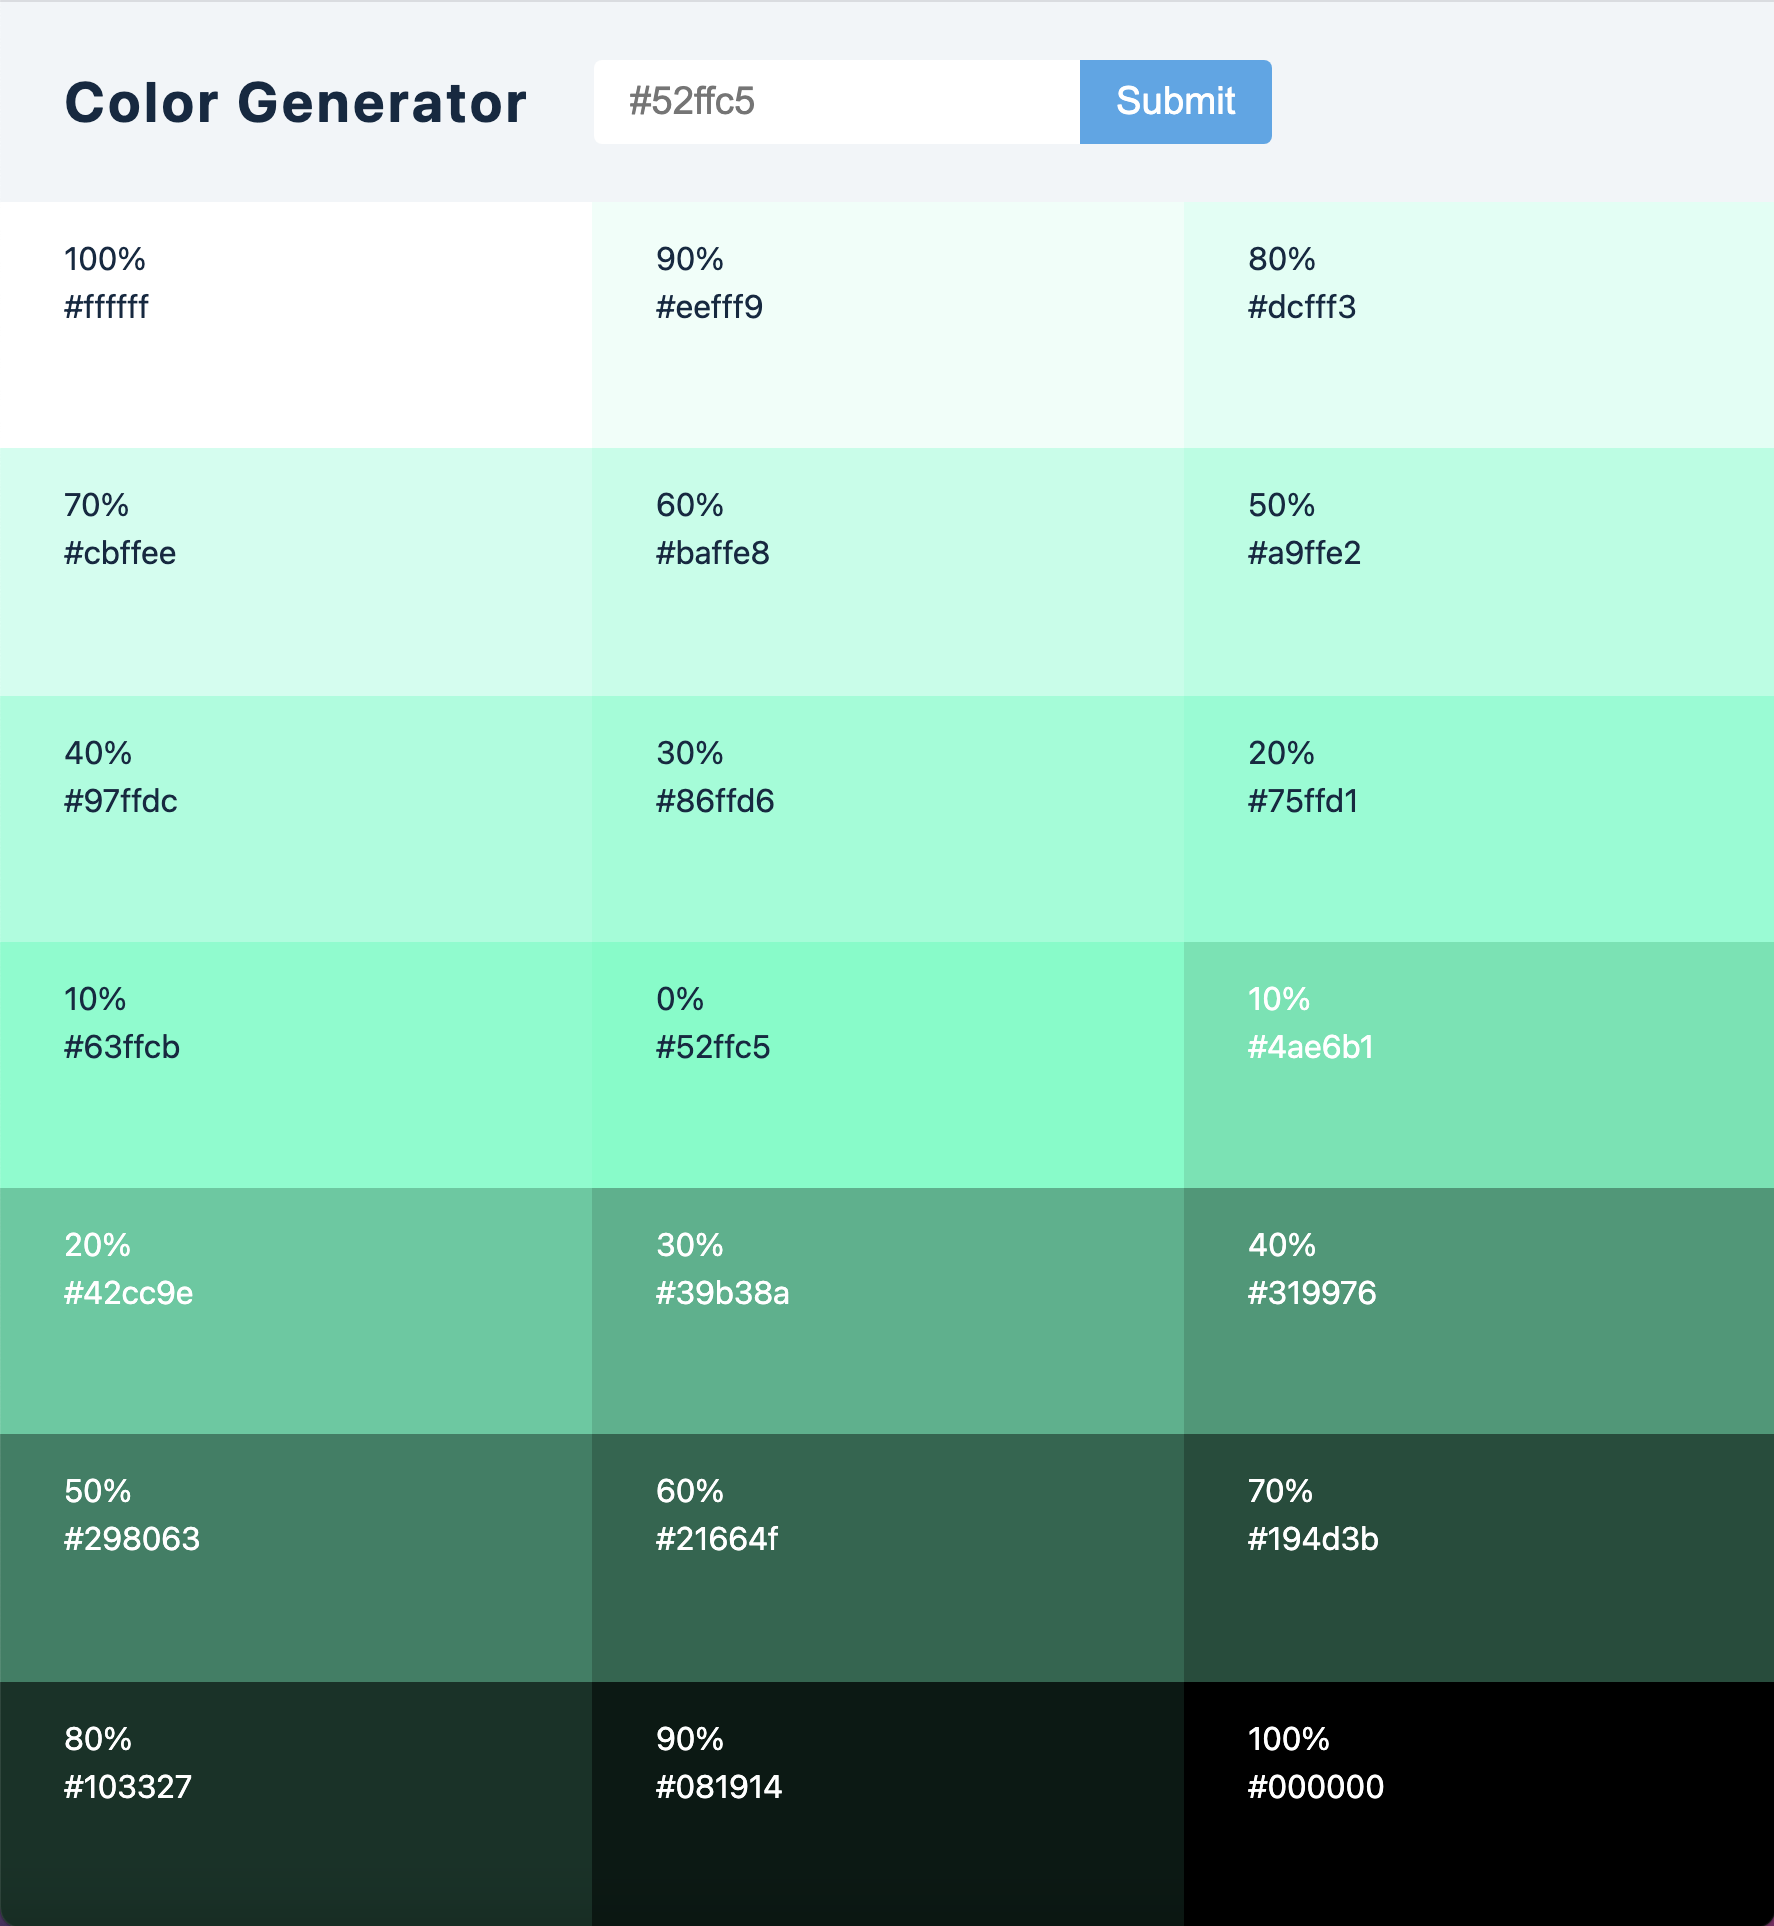 Color Generator
#52ffc5
Submit
100%
#ffffff
90%
#eefff9
80%
#dcfff3
70%
#cbffee
60%
#baffe8
50%
#a9ffe2
40%
#97ffdc
30%
#86ffd6
20%
#75ffd1
10%
#63ffcb
0%
#52ffc5
10%
#4ae6b1
20%
#42cc9e
30%
#39b38a
40%
#319976
50%
#298063
60%
#21664f
70%
#194d3b
80%
#103327
90%
#081914
100%
#000000